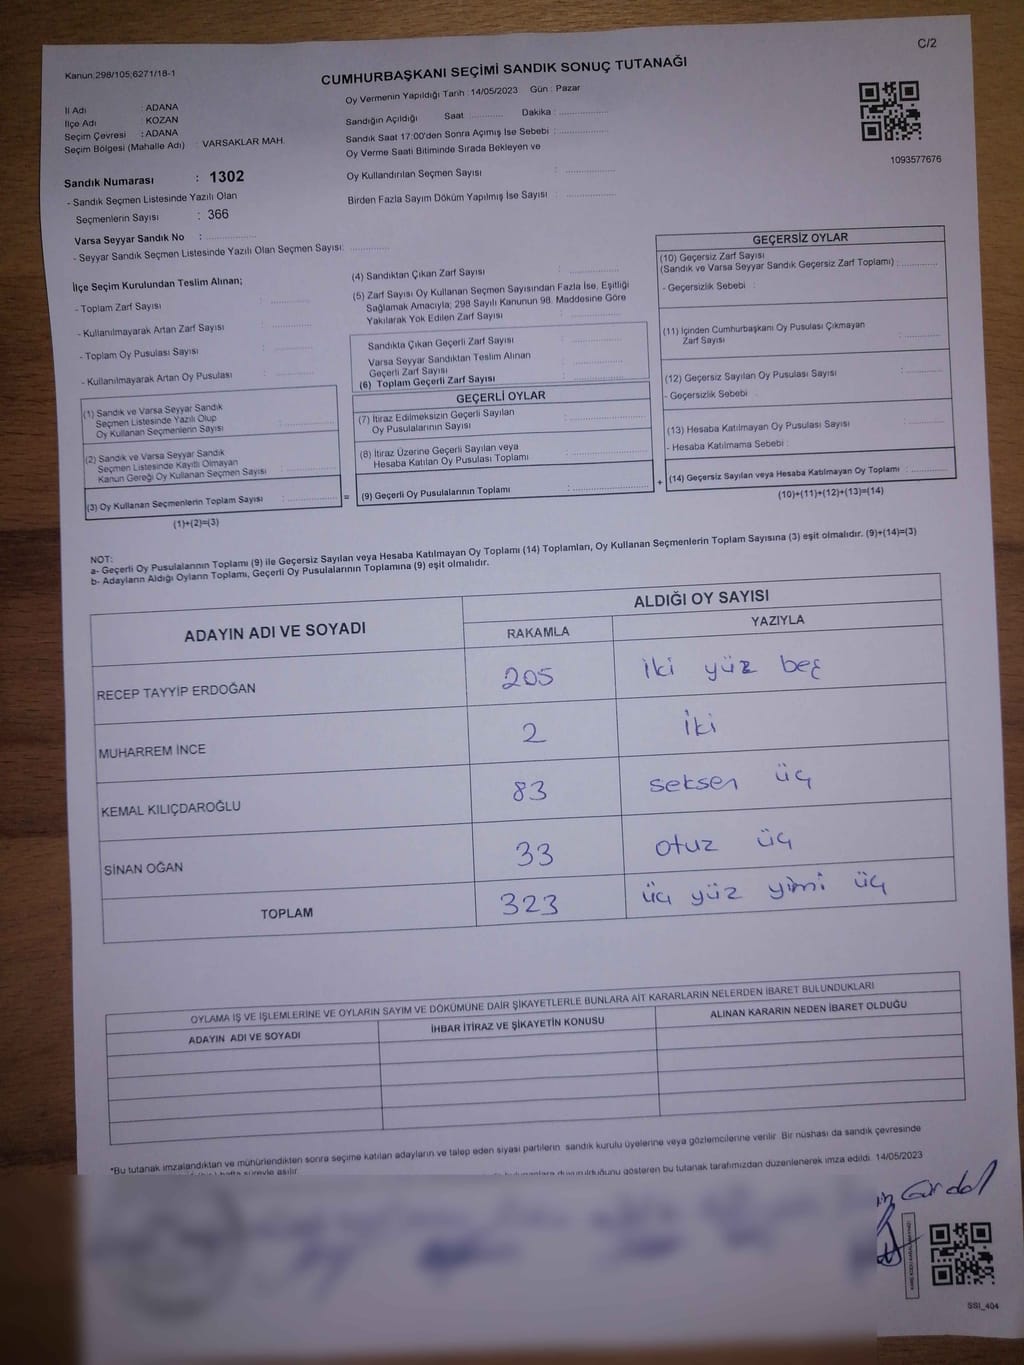 Kanun:298/105;6271/18-1
C/2
CUMHURBAŞKANI SEÇİMİ SANDIK SONUÇ TUTANAĞI
İl Adı : ADANA
İlçe Adı : KOZAN
Seçim Çevresi : ADANA
Seçim Bölgesi (Mahalle Adı) : VARSAKLAR MAH.
Sandık Numarası : 1302
- Sandık Seçmen Listesinde Yazılı Olan
Seçmenlerin Sayısı : 366
Varsa Seyyar Sandık No :
- Seyyar Sandık Seçmen Listesinde Yazılı Olan Seçmen Sayısı:
Oy Vermenin Yapıldığı Tarih : 14/05/2023 Gün : Pazar
Sandığın Açıldığı Saat Dakika :
Sandık Saat 17:00'den Sonra Açımış İse Sebebi :
Oy Verme Saati Bitiminde Sırada Bekleyen ve
Oy Kullandırılan Seçmen Sayısı :
Birden Fazla Sayım Döküm Yapılmış İse Sayısı :
1093577676
İlçe Seçim Kurulundan Teslim Alınan;
- Toplam Zarf Sayısı :
- Kullanılmayarak Artan Zarf Sayısı :
- Toplam Oy Pusulası Sayısı :
- Kullanılmayarak Artan Oy Pusulası :
(1) Sandık ve Varsa Seyyar Sandık
Seçmen Listesinde Yazılı Olup
Oy Kullanan Seçmenlerin Sayısı :
(2) Sandık ve Varsa Seyyar Sandık
Seçmen Listesinde Kayıtlı Olmayan
Kanun Gereği Oy Kullanan Seçmen Sayısı :
(3) Oy Kullanan Seçmenlerin Toplam Sayısı :
(1)+(2)=(3)
=
(4) Sandıktan Çıkan Zarf Sayısı :
(5) Zarf Sayısı Oy Kullanan Seçmen Sayısından Fazla İse, Eşitliği
Sağlamak Amacıyla; 298 Sayılı Kanunun 98. Maddesine Göre
Yakılarak Yok Edilen Zarf Sayısı :
Sandıkta Çıkan Geçerli Zarf Sayısı :
Varsa Seyyar Sandıktan Teslim Alınan
Geçerli Zarf Sayısı :
(6) Toplam Geçerli Zarf Sayısı :
GEÇERLİ OYLAR
(7) İtiraz Edilmeksizin Geçerli Sayılan
Oy Pusulalarının Sayısı :
(8) İtiraz Üzerine Geçerli Sayılan veya
Hesaba Katılan Oy Pusulası Toplamı :
(9) Geçerli Oy Pusulalarının Toplamı :
+
GEÇERSİZ OYLAR
(10) Geçersiz Zarf Sayısı
(Sandık ve Varsa Seyyar Sandık Geçersiz Zarf Toplamı) :
- Geçersizlik Sebebi :
(11) İçinden Cumhurbaşkanı Oy Pusulası Çıkmayan
Zarf Sayısı :
(12) Geçersiz Sayılan Oy Pusulası Sayısı :
- Geçersizlik Sebebi
(13) Hesaba Katılmayan Oy Pusulası Sayısı :
- Hesaba Katılmama Sebebi :
(14) Geçersiz Sayılan veya Hesaba Katılmayan Oy Toplamı :
(10)+(11)+(12)+(13)=(14)
NOT:
a- Geçerli Oy Pusulalarının Toplamı (9) ile Geçersiz Sayılan veya Hesaba Katılmayan Oy Toplamı (14) Toplamları, Oy Kullanan Seçmenlerin Toplam Sayısına (3) eşit olmalıdır. (9)+(14)=(3)
b- Adayların Aldığı Oyların Toplamı, Geçerli Oy Pusulalarının Toplamına (9) eşit olmalıdır.
ADAYIN ADI VE SOYADI
ALDIĞI OY SAYISI
RAKAMLA YAZIYLA
RECEP TAYYİP ERDOĞAN 205 iki yüz beş
MUHARREM İNCE 2 iki
KEMAL KILIÇDAROĞLU 83 seksen üç
SİNAN OĞAN 33 otuz üç
TOPLAM 323 üç yüz yimi üç
OYLAMA İŞ VE İŞLEMLERİNE VE OYLARIN SAYIM VE DÖKÜMÜNE DAİR ŞİKAYETLERLE BUNLARA AİT KARARLARIN NELERDEN İBARET BULUNDUKLARI
ADAYIN ADI VE SOYADI İHBAR İTİRAZ VE ŞİKAYETİN KONUSU ALINAN KARARIN NEDEN İBARET OLDUĞU
*Bu tutanak imzalandıktan ve mühürlendikten sonra seçime katılan adayların ve talep eden siyasi partilerin sandık kurulu üyelerine veya gözlemcilerine verilir. Bir nüshası da sandık çevresinde
hafta süreyle asılır.
duyurulduğunu gösteren bu tutanak tarafımızdan düzenlenerek imza edildi. 14/05/2023
SSI_404